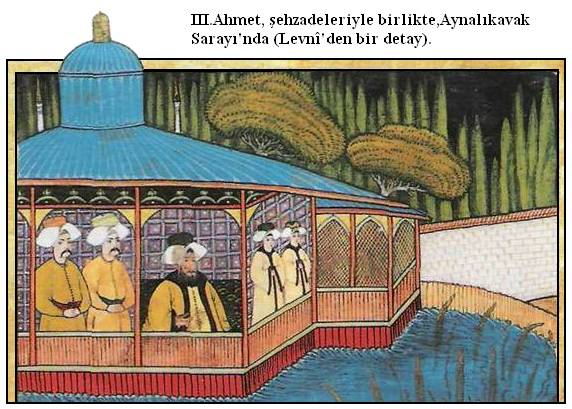 III.Ahmet, şehzadeleriyle birlikte,Aynalıkavak
Sarayı'nda (Levnî'den bir detay).